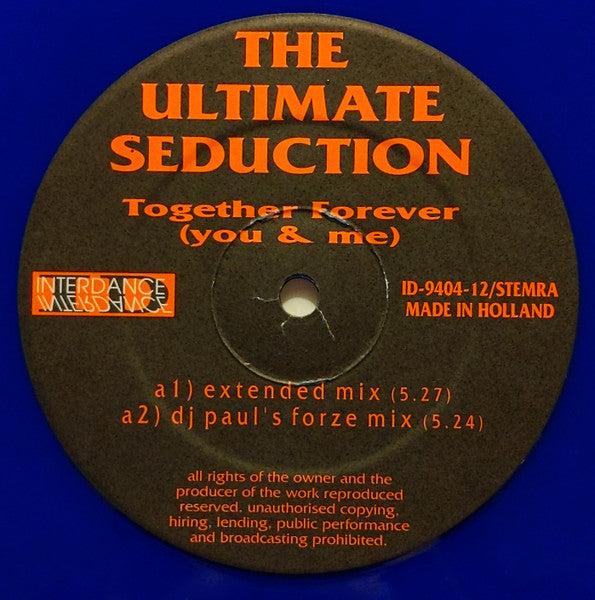 THE
ULTIMATE
SEDUCTION
Together Forever
(you & me)
INTERDANCE
INTERDANCE
ID-9404-12/STEMRA
MADE IN HOLLAND
a1) extended mix (5.27)
a2) dj paul's forze mix (5.24)
all rights of the owner and the
producer of the work reproduced
reserved. unauthorised copying,
hiring, lending, public performance
and broadcasting prohibited.